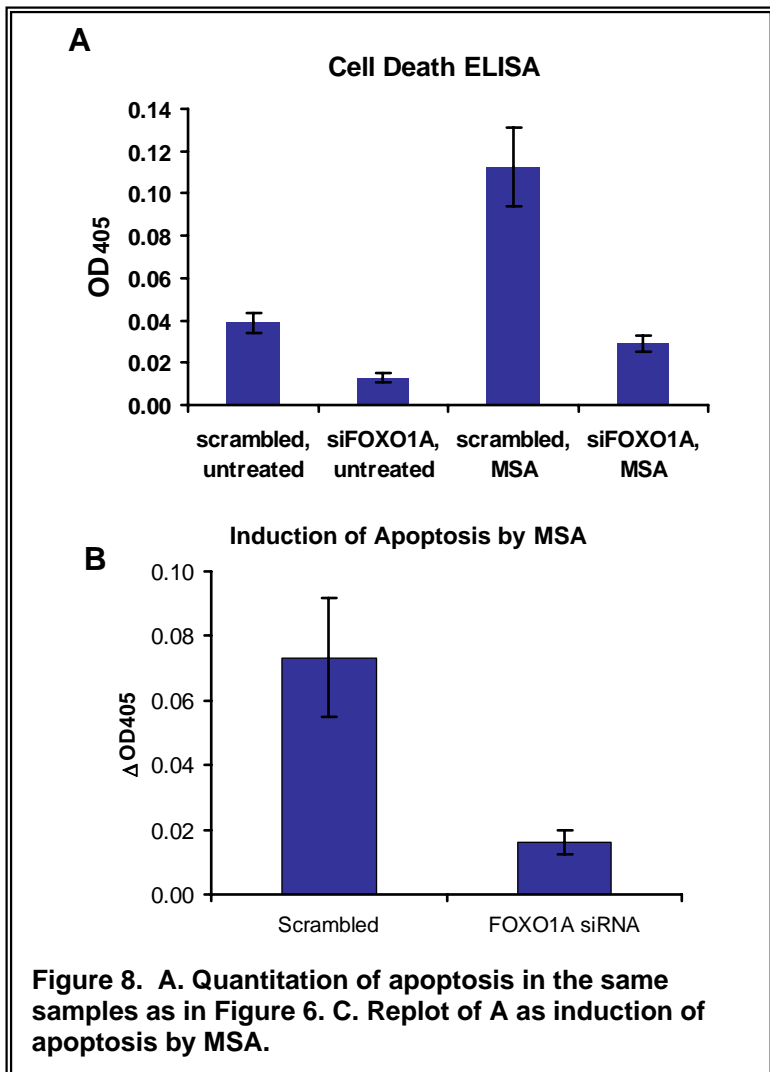 A
Cell Death ELISA
0.14
0.12
0.10
0.08
0.06
0.04
0.02
0.00
OD405
scrambled, untreated
siFOXO1A, untreated
scrambled, MSA
siFOXO1A, MSA
Induction of Apoptosis by MSA
B
0.10
0.08
0.06
0.04
0.02
0.00
ΔOD405
Scrambled
FOXO1A siRNA
Figure 8. A. Quantitation of apoptosis in the same
samples as in Figure 6. C. Replot of A as induction of
apoptosis by MSA.